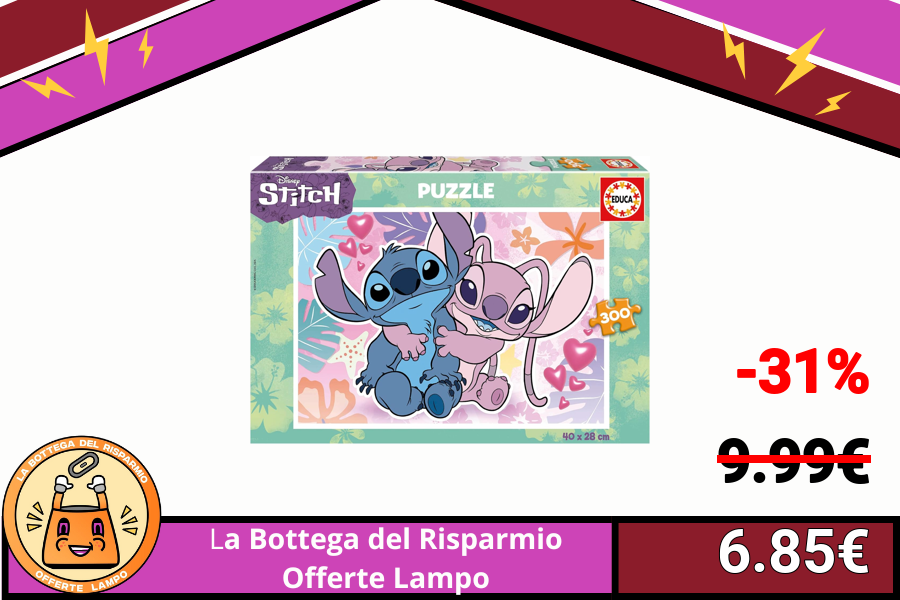 Disney
STITCH
PUZZLE
EDUCA
300
40 x 28 cm
-31%
9.99€
LA BOTTEGA DEL RISPARMIO
OFFERTE LAMPO
La Bottega del Risparmio
Offerte Lampo
6.85€